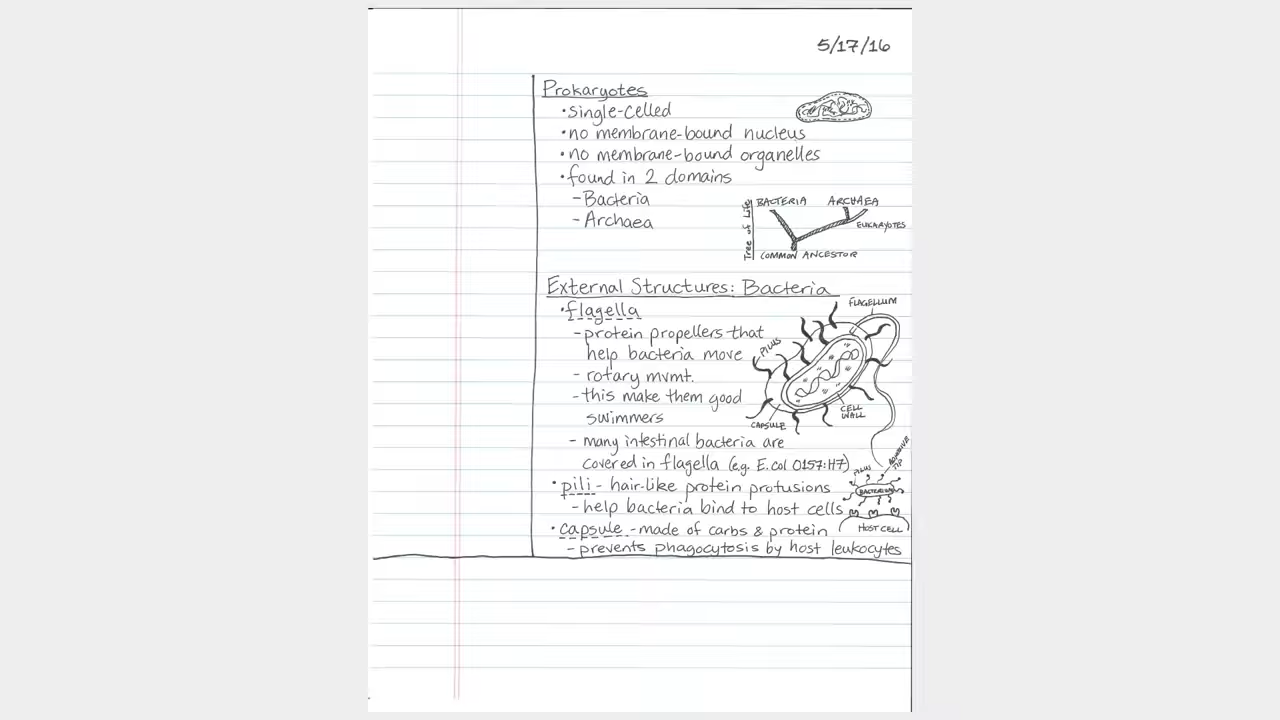 5/17/16
Prokaryotes
• single-celled
• no membrane-bound nucleus
• no membrane-bound organelles
• found in 2 domains
- Bacteria
- Archaea
Tree of Life
BACTERIA
ARCHAEA
EUKARYOTES
COMMON ANCESTOR
External Structures: Bacteria
• flagella
- protein propellers that
help bacteria move
- rotary mvmt.
- this make them good
swimmers
- many intestinal bacteria are
covered in flagella (e.g. E.col O157:H7)
• pili - hair-like protein protusions
- help bacteria bind to host cells
• capsule - made of carbs & protein
- prevents phagocytosis by host leukocytes
FLAGELLUM
PILUS
CAPSULE
CELL
WALL
PILUS
ADHESIVE
TIP
BACTERIUM
HOST CELL